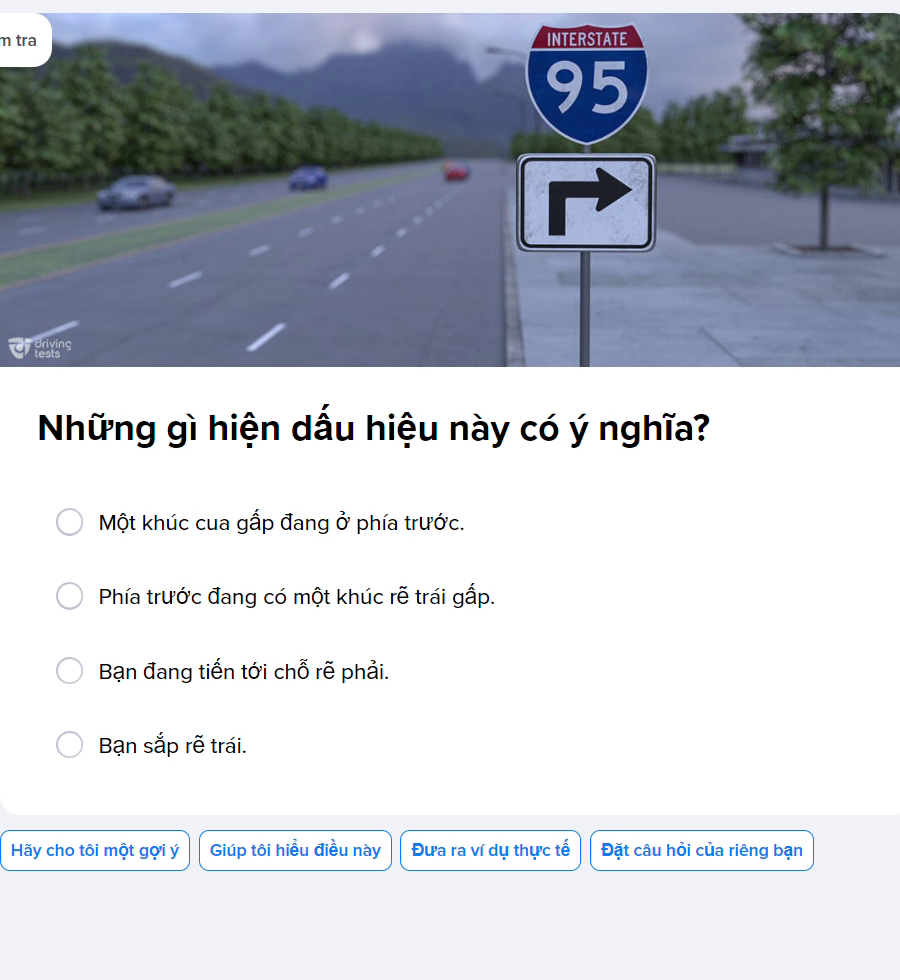 m tra
INTERSTATE
95
driving
tests
Những gì hiện dấu hiệu này có ý nghĩa?
Một khúc cua gấp đang ở phía trước.
Phía trước đang có một khúc rẽ trái gấp.
Bạn đang tiến tới chỗ rẽ phải.
Bạn sắp rẽ trái.
Hãy cho tôi một gợi ý Giúp tôi hiểu điều này Đưa ra ví dụ thực tế Đặt câu hỏi của riêng bạn